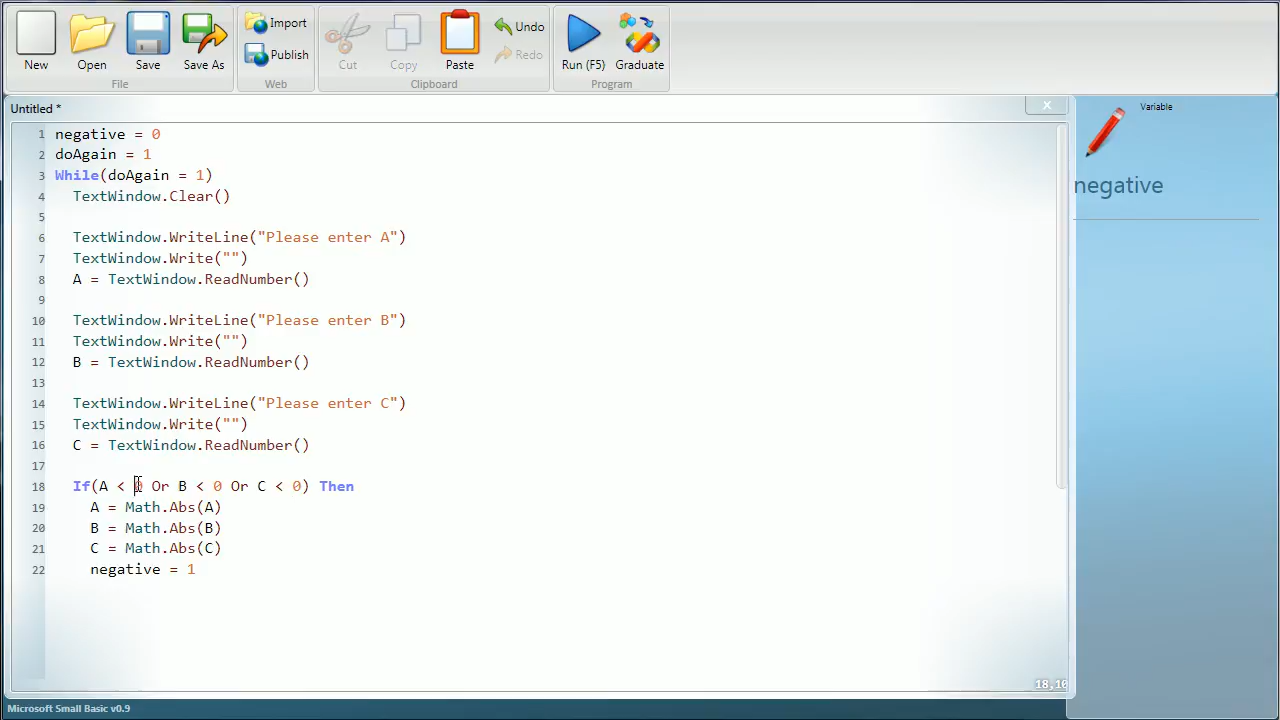 New
Open
Save
Save As
File
Import
Publish
Web
Cut
Copy
Paste
Undo
Redo
Clipboard
Run (F5)
Graduate
Program
Untitled *
1 negative = 0
2 doAgain = 1
3 While(doAgain = 1)
4 TextWindow.Clear()
5
6 TextWindow.WriteLine("Please enter A")
7 TextWindow.Write("")
8 A = TextWindow.ReadNumber()
9
10 TextWindow.WriteLine("Please enter B")
11 TextWindow.Write("")
12 B = TextWindow.ReadNumber()
13
14 TextWindow.WriteLine("Please enter C")
15 TextWindow.Write("")
16 C = TextWindow.ReadNumber()
17
18 If(A < 0 Or B < 0 Or C < 0) Then
19 A = Math.Abs(A)
20 B = Math.Abs(B)
21 C = Math.Abs(C)
22 negative = 1
18,10
Variable
negative
Microsoft Small Basic v0.9